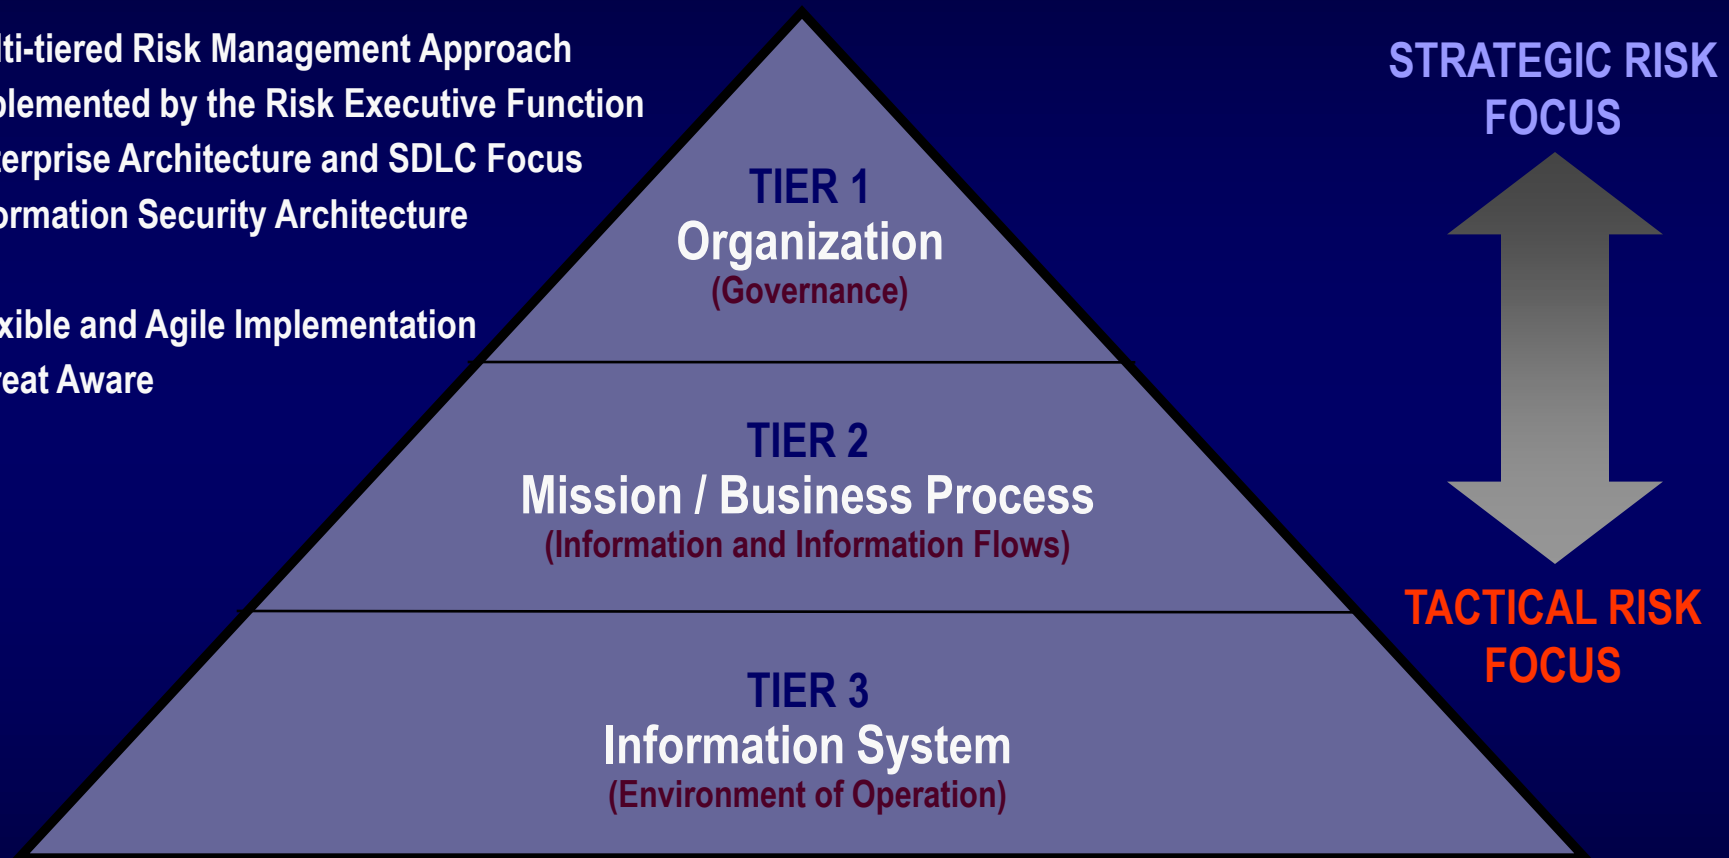 lti-tiered Risk Management Approach
plemented by the Risk Executive Function
terprise Architecture and SDLC Focus
ormation Security Architecture
xible and Agile Implementation
reat Aware
TIER 1
Organization
(Governance)
TIER 2
Mission / Business Process
(Information and Information Flows)
TIER 3
Information System
(Environment of Operation)
STRATEGIC RISK
FOCUS
TACTICAL RISK
FOCUS